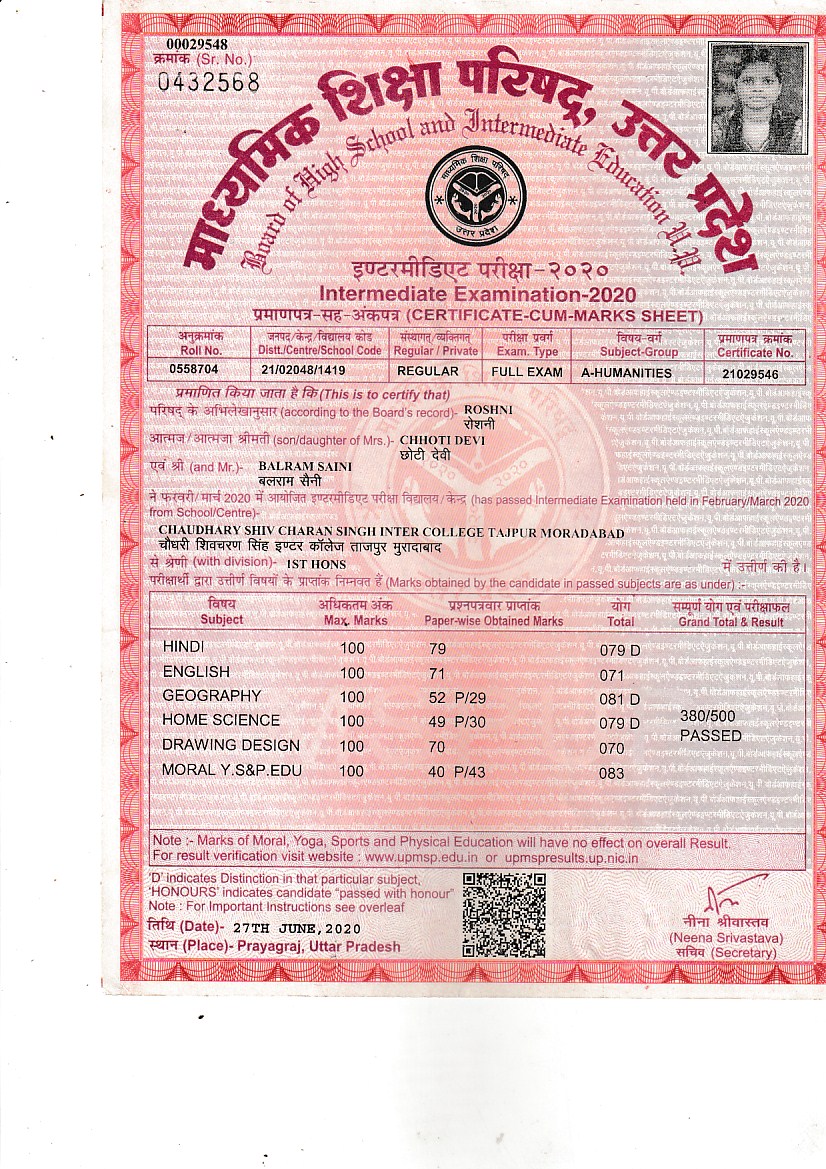 00029548
क्रमांक (Sr. No.)
0432568
माध्यमिक शिक्षा परिषद्, उत्तर प्रदेश
Board of High School and Intermediate Education U.P.
माध्यमिक शिक्षा परिषद्
उत्तर प्रदेश
इण्टरमीडिएट परीक्षा-२०२०
Intermediate Examination-2020
प्रमाणपत्र-सह-अंकपत्र (CERTIFICATE-CUM-MARKS SHEET)
अनुक्रमांक जनपद/केन्द्र/विद्यालय कोड संस्थागत/व्यक्तिगत परीक्षा प्रवर्ग विषय-वर्ग प्रमाणपत्र क्रमांक
Roll No. Distt./Centre/School Code Regular / Private Exam. Type Subject-Group Certificate No.
0558704 21/02048/1419 REGULAR FULL EXAM A-HUMANITIES 21029546
प्रमाणित किया जाता है कि (This is to certify that)
परिषद् के अभिलेखानुसार (according to the Board's record)- ROSHNI
रोशनी
आत्मज/आत्मजा श्रीमती (son/daughter of Mrs.)- CHHOTI DEVI
छोटी देवी
एवं श्री (and Mr.)- BALRAM SAINI
बलराम सैनी
ने फरवरी/मार्च 2020 में आयोजित इण्टरमीडिएट परीक्षा विद्यालय/केन्द्र (has passed Intermediate Examination held in February/March 2020
from School/Centre)-
CHAUDHARY SHIV CHARAN SINGH INTER COLLEGE TAJPUR MORADABAD
चौधरी शिवचरण सिंह इण्टर कॉलेज ताजपुर मुरादाबाद
से श्रेणी (with division)- 1ST HONS में उत्तीर्ण की है।
परीक्षार्थी द्वारा उत्तीर्ण विषयों के प्राप्तांक निम्नवत हैं (Marks obtained by the candidate in passed subjects are as under) :-
विषय अधिकतम अंक प्रश्नपत्रवार प्राप्तांक योग सम्पूर्ण योग एवं परीक्षाफल
Subject Max. Marks Paper-wise Obtained Marks Total Grand Total & Result
HINDI 100 79 079 D
ENGLISH 100 71 071
GEOGRAPHY 100 52 P/29 081 D
HOME SCIENCE 100 49 P/30 079 D 380/500
PASSED
DRAWING DESIGN 100 70 070
MORAL Y.S&P.EDU 100 40 P/43 083
Note :- Marks of Moral, Yoga, Sports and Physical Education will have no effect on overall Result.
For result verification visit website : www.upmsp.edu.in or upmspresults.up.nic.in
'D' indicates Distinction in that particular subject,
'HONOURS' indicates candidate "passed with honour"
Note : For Important Instructions see overleaf
तिथि (Date)- 27TH JUNE,2020
स्थान (Place)- Prayagraj, Uttar Pradesh
नीना श्रीवास्तव
(Neena Srivastava)
सचिव (Secretary)